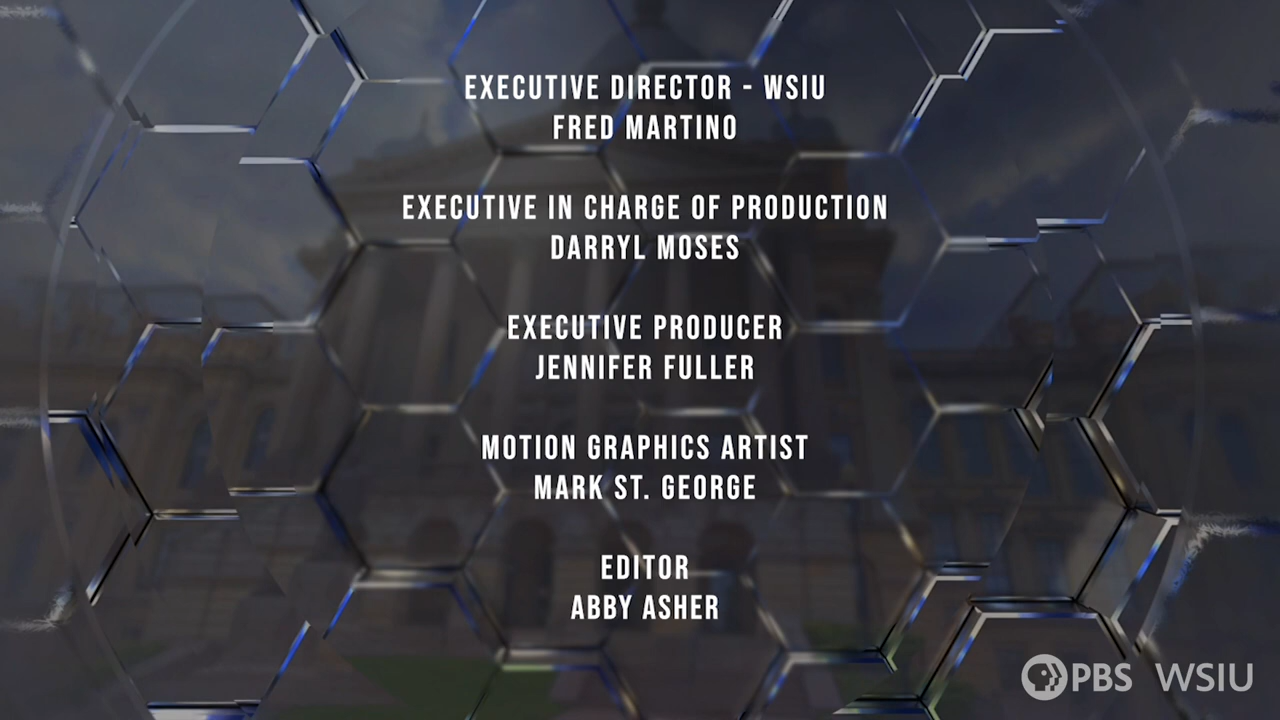 EXECUTIVE DIRECTOR - WSIU
FRED MARTINO
EXECUTIVE IN CHARGE OF PRODUCTION
DARRYL MOSES
EXECUTIVE PRODUCER
JENNIFER FULLER
MOTION GRAPHICS ARTIST
MARK ST. GEORGE
EDITOR
ABBY ASHER
PBS WSIU